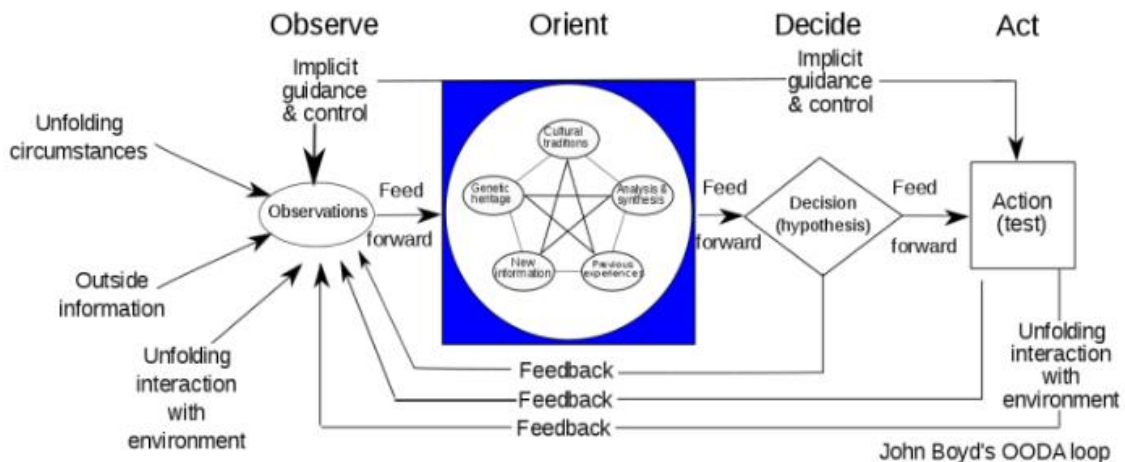 Observe
Orient
Decide
Act
Implicit
guidance
& control
Implicit
guidance
& control
Unfolding
circumstances
Observations
Feed
forward
Cultural
traditions
Genetic
heritage
Analysis &
synthesis
New
information
Previous
experiences
Feed
forward
Decision
(hypothesis)
Feed
forward
Action
(test)
Outside
information
Unfolding
interaction
with
environment
Unfolding
interaction
with
environment
Feedback
Feedback
Feedback
John Boyd's OODA loop